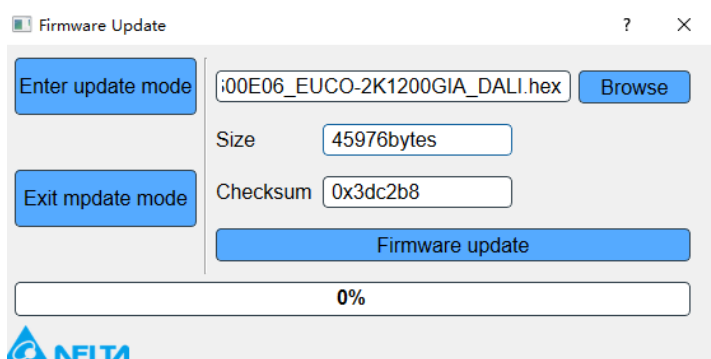 Firmware Update
Enter update mode
00E06_EUCO-2K1200GIA_DALI.hex
Browse
Size
45976bytes
Exit mpdate mode
Checksum
0x3dc2b8
Firmware update
0%